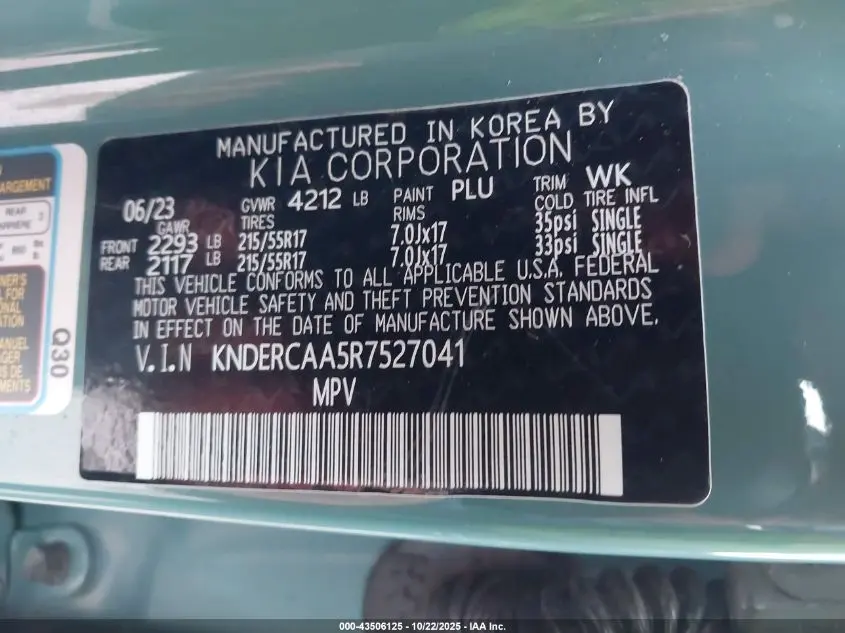 MANUFACTURED IN KOREA BY
KIA CORPORATION
06/23 GVWR 4212 LB PAINT PLU TRIM WK
GAWR TIRES RIMS COLD TIRE INFL
FRONT 2293 LB 215/55R17 7.0Jx17 35psi SINGLE
REAR 2117 LB 215/55R17 7.0Jx17 33psi SINGLE
THIS VEHICLE CONFORMS TO ALL APPLICABLE U.S.A. FEDERAL
MOTOR VEHICLE SAFETY AND THEFT PREVENTION STANDARDS
IN EFFECT ON THE DATE OF MANUFACTURE SHOWN ABOVE.
V.I.N KNDERCAA5R7527041
MPV
REAR
MANUEL
Q30
000-43506125 - 10/22/2025 - IAA Inc.